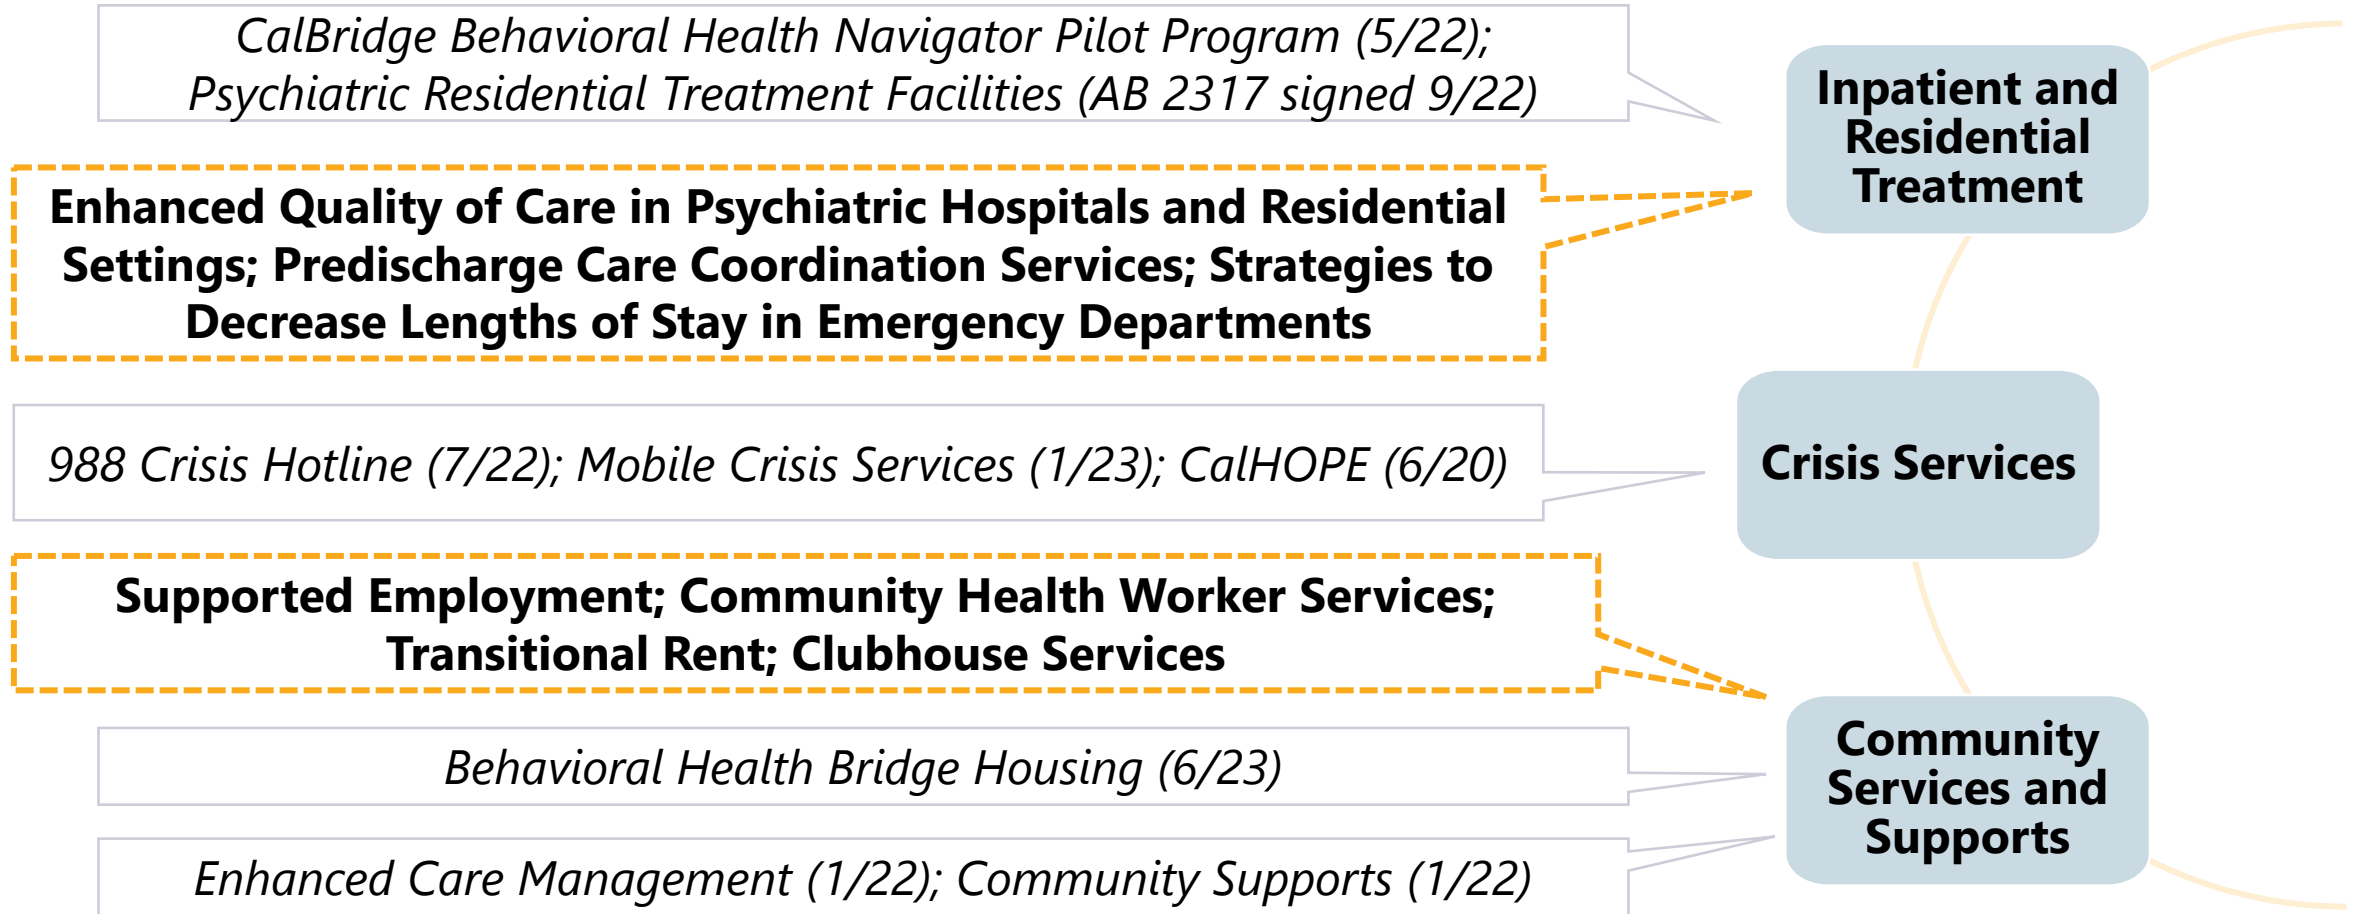 CalBridge Behavioral Health Navigator Pilot Program (5/22);
Psychiatric Residential Treatment Facilities (AB 2317 signed 9/22)
Inpatient and
Residential
Treatment
Enhanced Quality of Care in Psychiatric Hospitals and Residential
Settings; Predischarge Care Coordination Services; Strategies to
Decrease Lengths of Stay in Emergency Departments
988 Crisis Hotline (7/22); Mobile Crisis Services (1/23); CalHOPE (6/20)
Crisis Services
Supported Employment; Community Health Worker Services;
Transitional Rent; Clubhouse Services
Behavioral Health Bridge Housing (6/23)
Community
Services and
Supports
Enhanced Care Management (1/22); Community Supports (1/22)